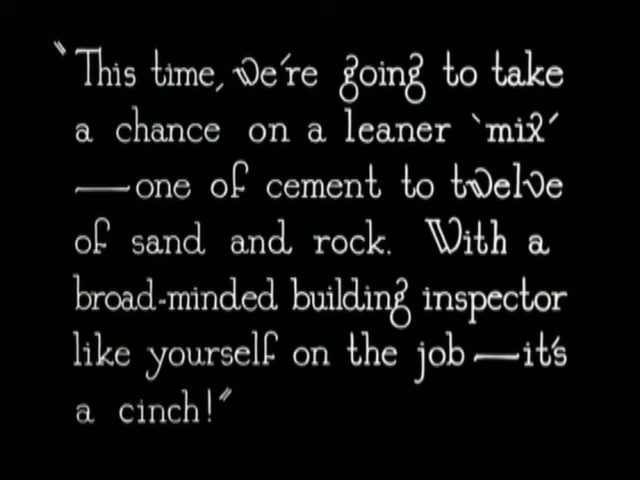 "This time, we're going to take
a chance on a leaner 'mix'
—one of cement to twelve
of sand and rock. With a
broad-minded building inspector
like yourself on the job—it's
a cinch!"